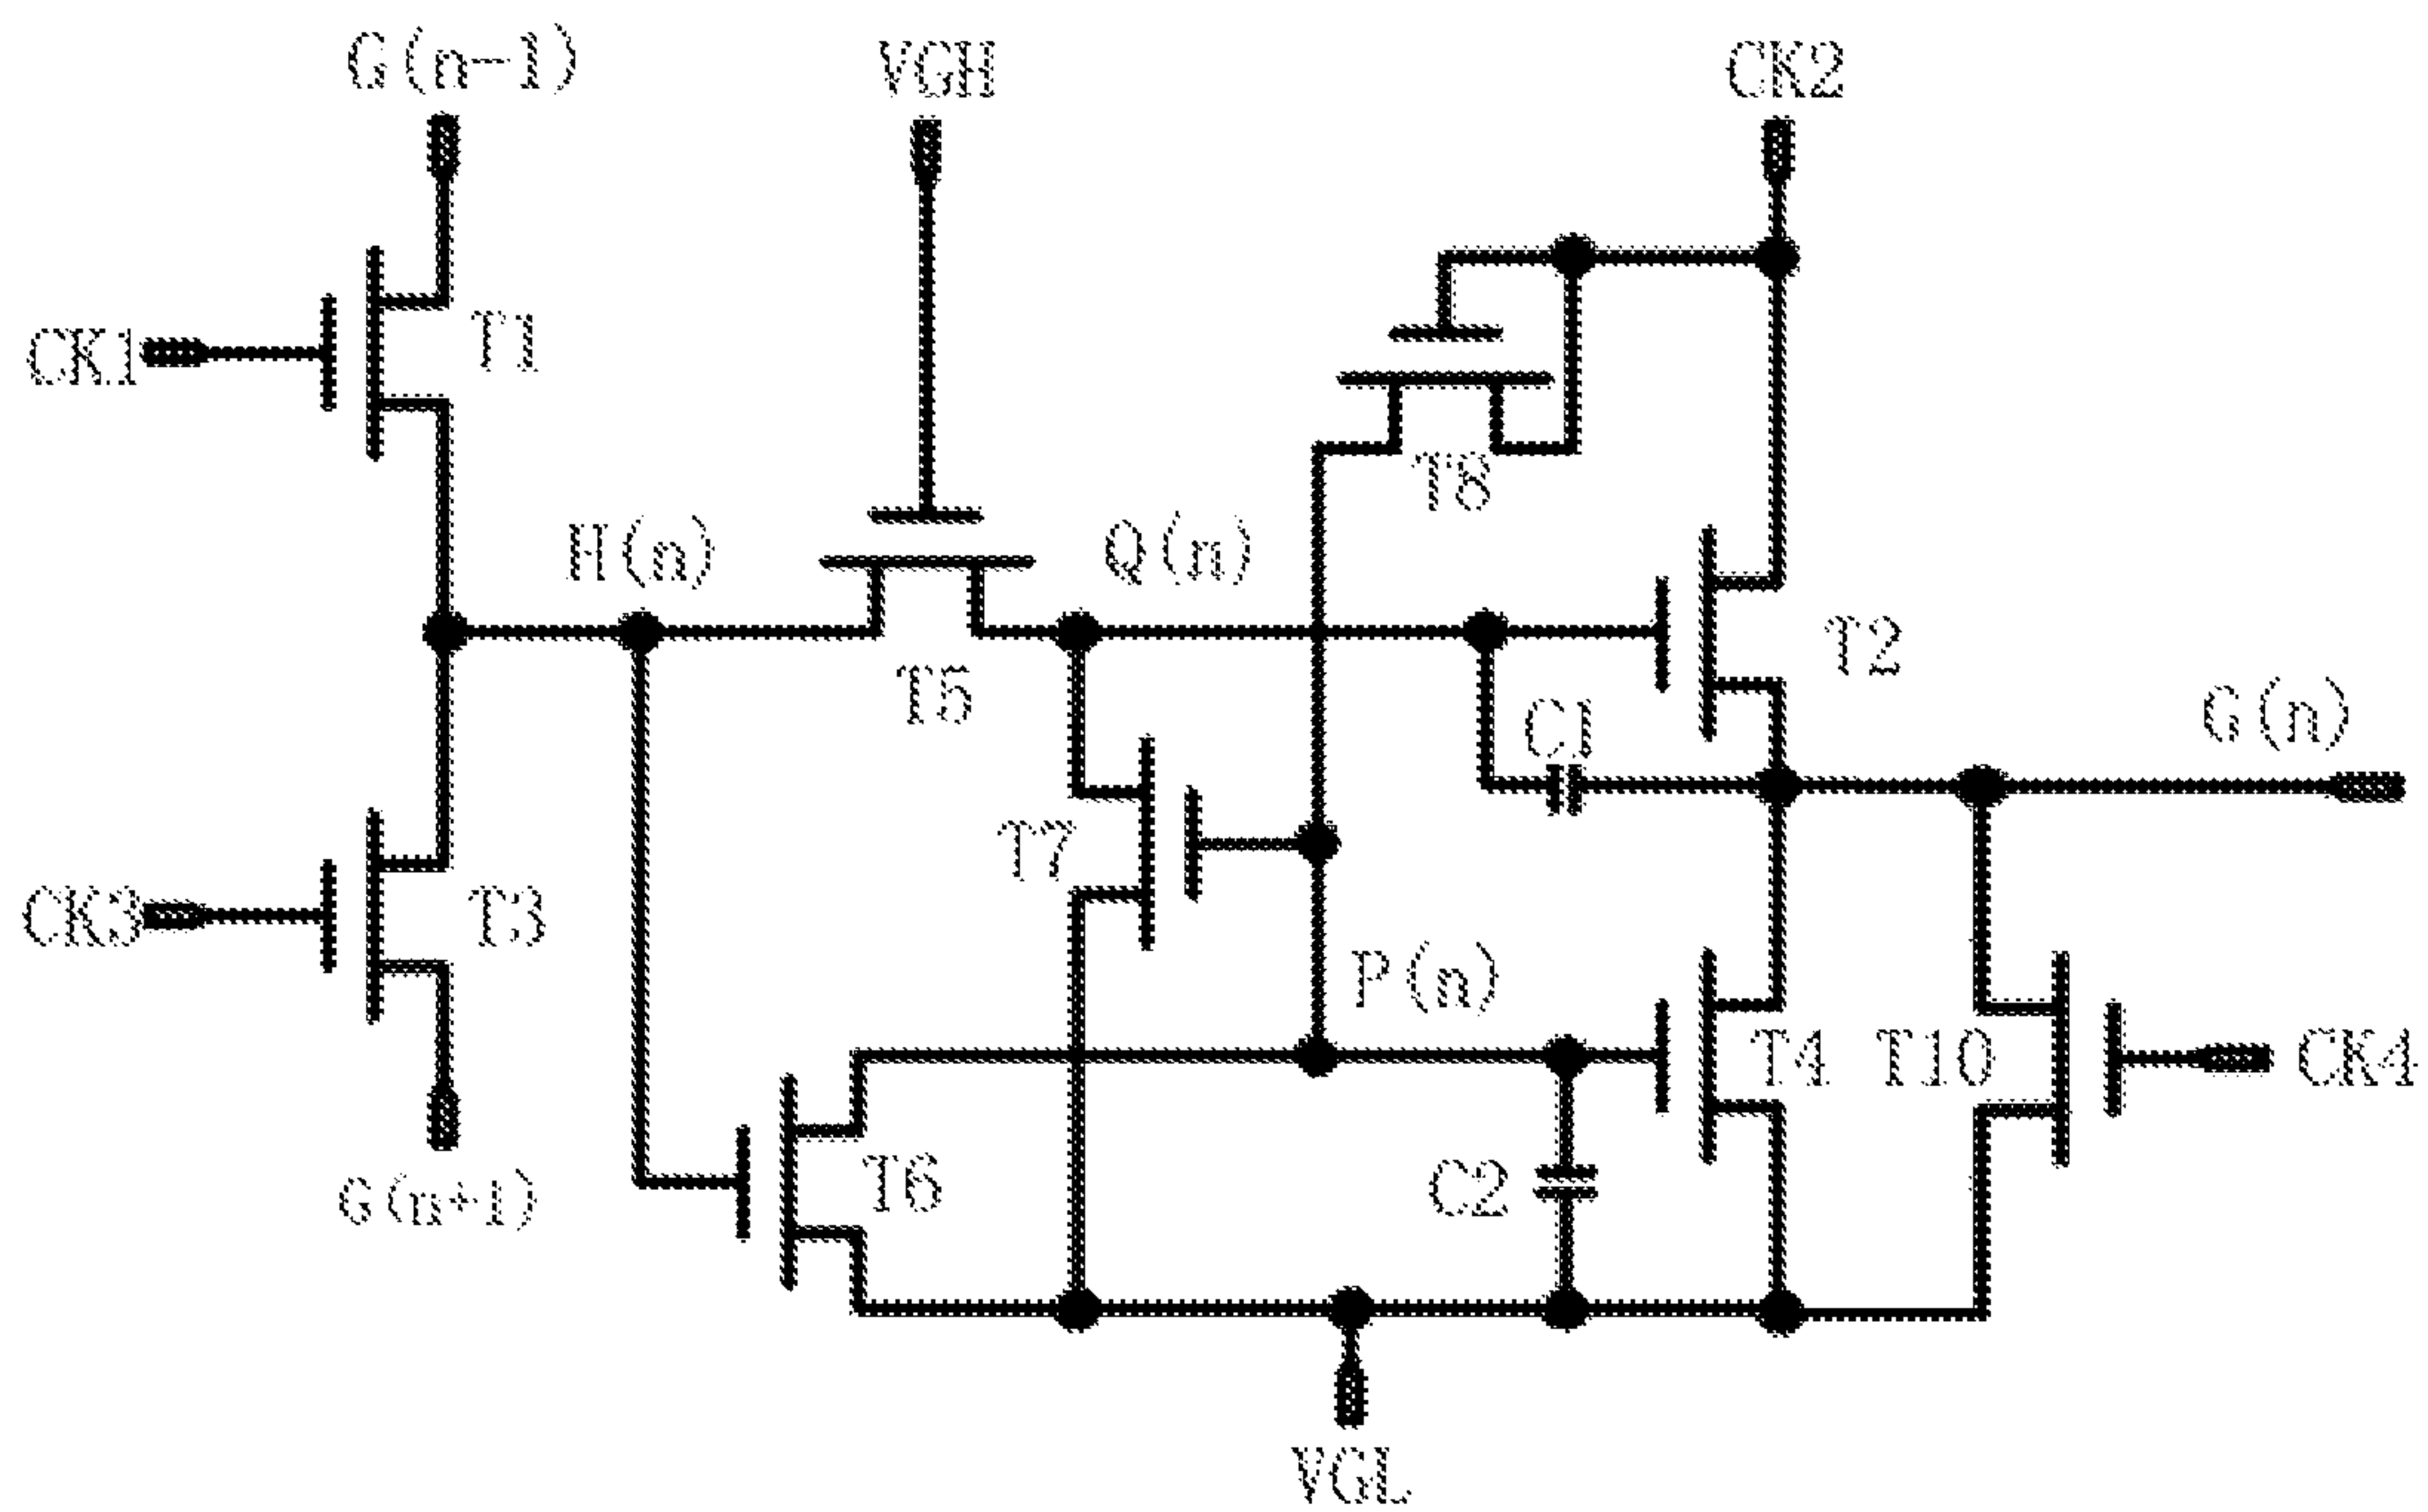 G(n-1)
VGH
CK2
CK1
T1
T8
H(n)
Q(n)
T2
T5
C1
G(n)
T7
CK3
T3
P(n)
T4
T10
CK4
T6
C2
G(n+1)
VGL